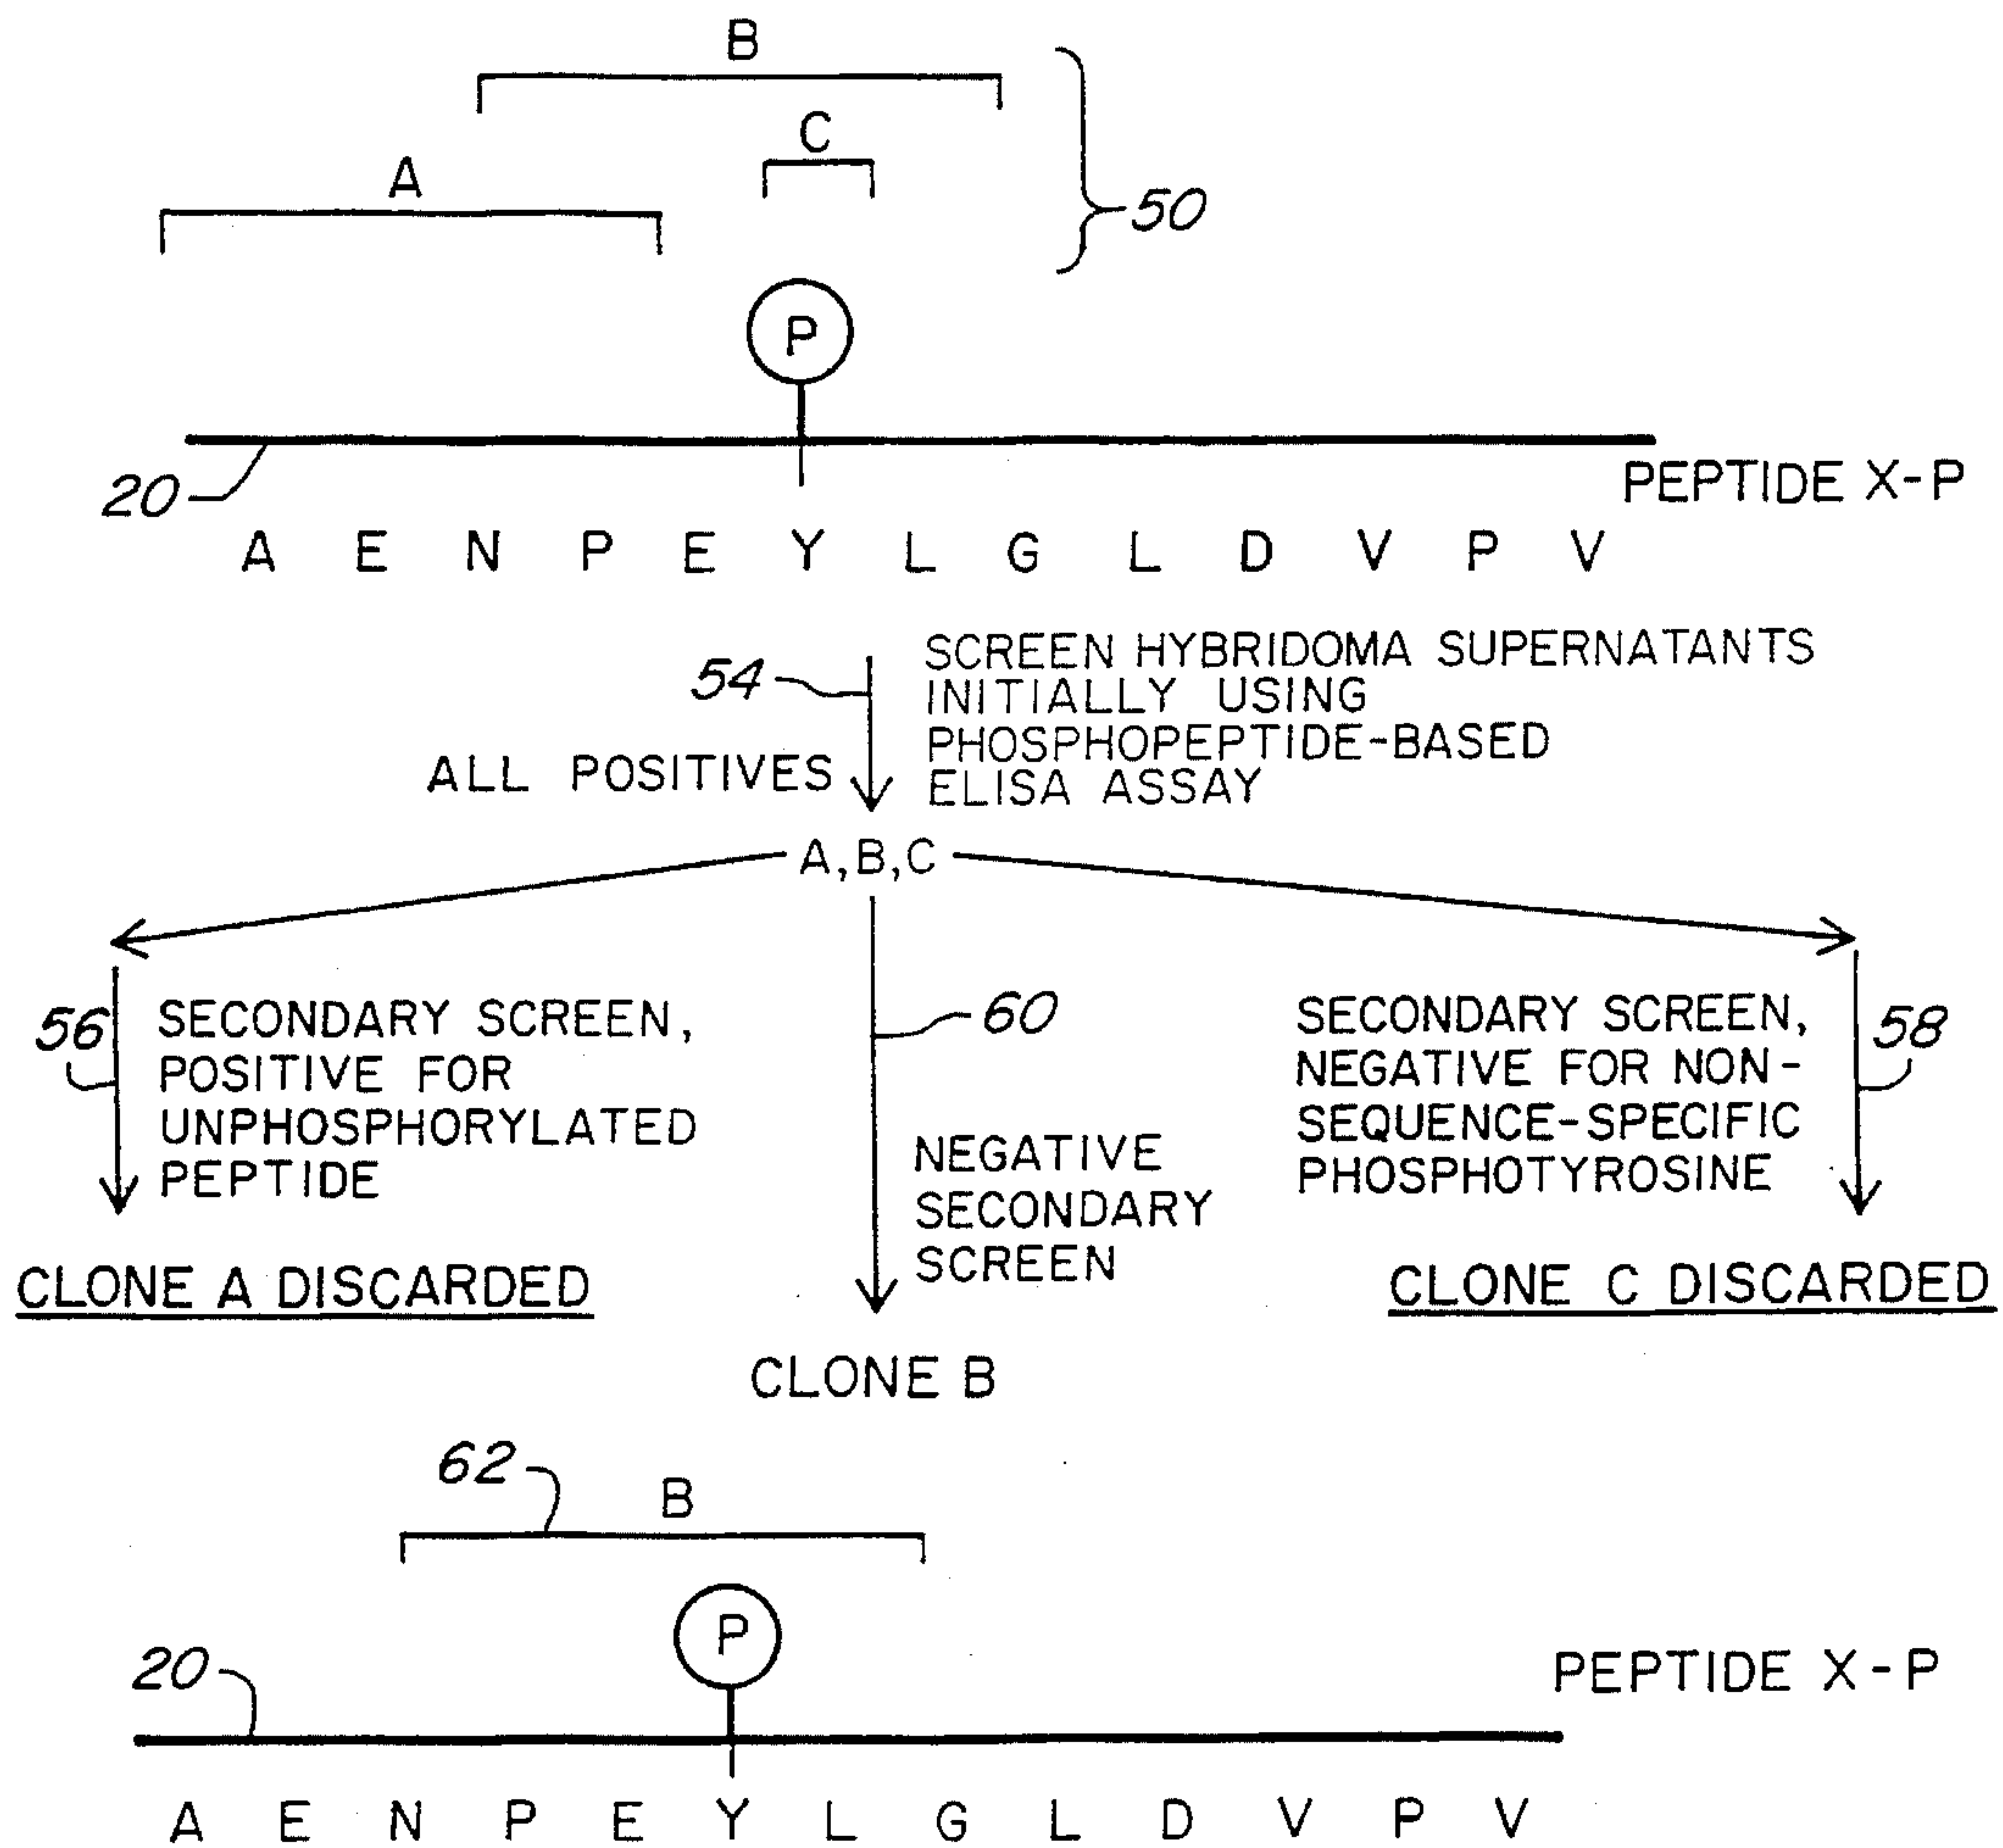 B
C
A
50
P
20
PEPTIDE X-P
A E N P E Y L G L D V P V
54
SCREEN HYBRIDOMA SUPERNATANTS
INITIALLY USING
PHOSPHOPEPTIDE-BASED
ELISA ASSAY
ALL POSITIVES
A,B,C
56
SECONDARY SCREEN,
POSITIVE FOR
UNPHOSPHORYLATED
PEPTIDE
60
NEGATIVE
SECONDARY
SCREEN
SECONDARY SCREEN,
NEGATIVE FOR NON-
SEQUENCE-SPECIFIC
PHOSPHOTYROSINE
58
CLONE A DISCARDED
CLONE C DISCARDED
CLONE B
62
B
P
20
PEPTIDE X-P
A E N P E Y L G L D V P V